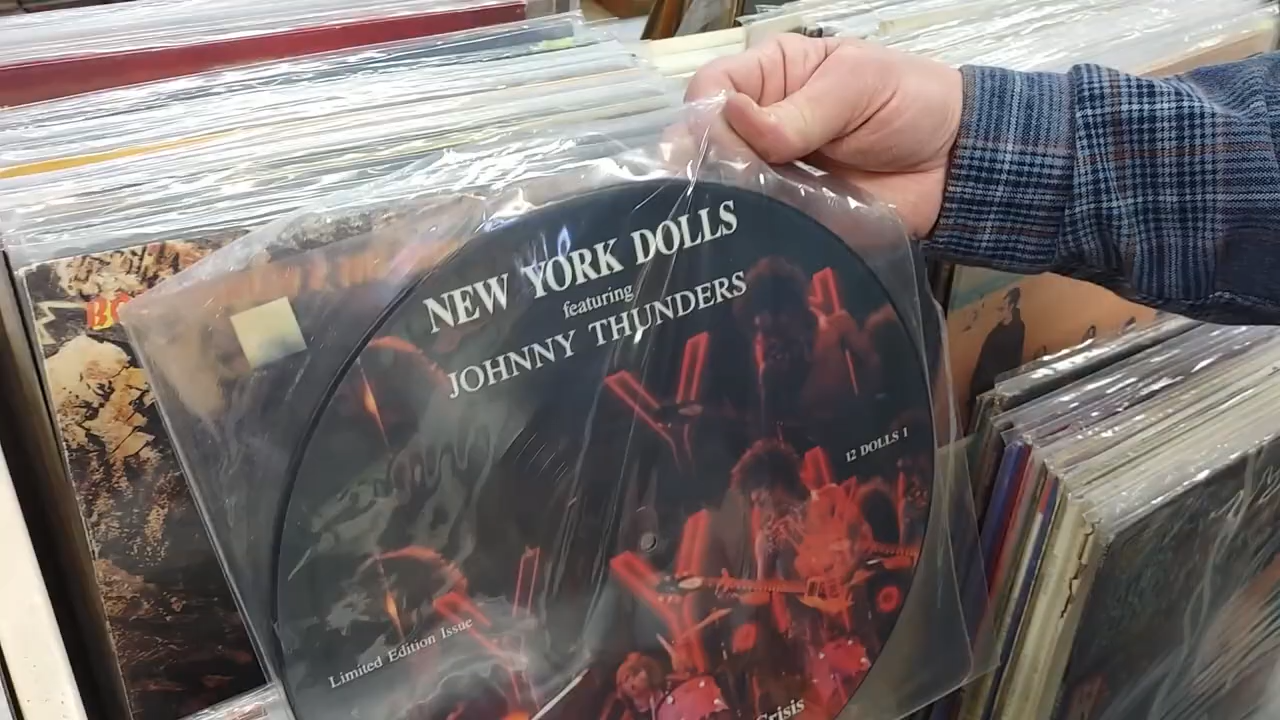 NEW YORK DOLLS
featuring
JOHNNY THUNDERS
12 DOLLS 1
Limited Edition Issue
Crisis